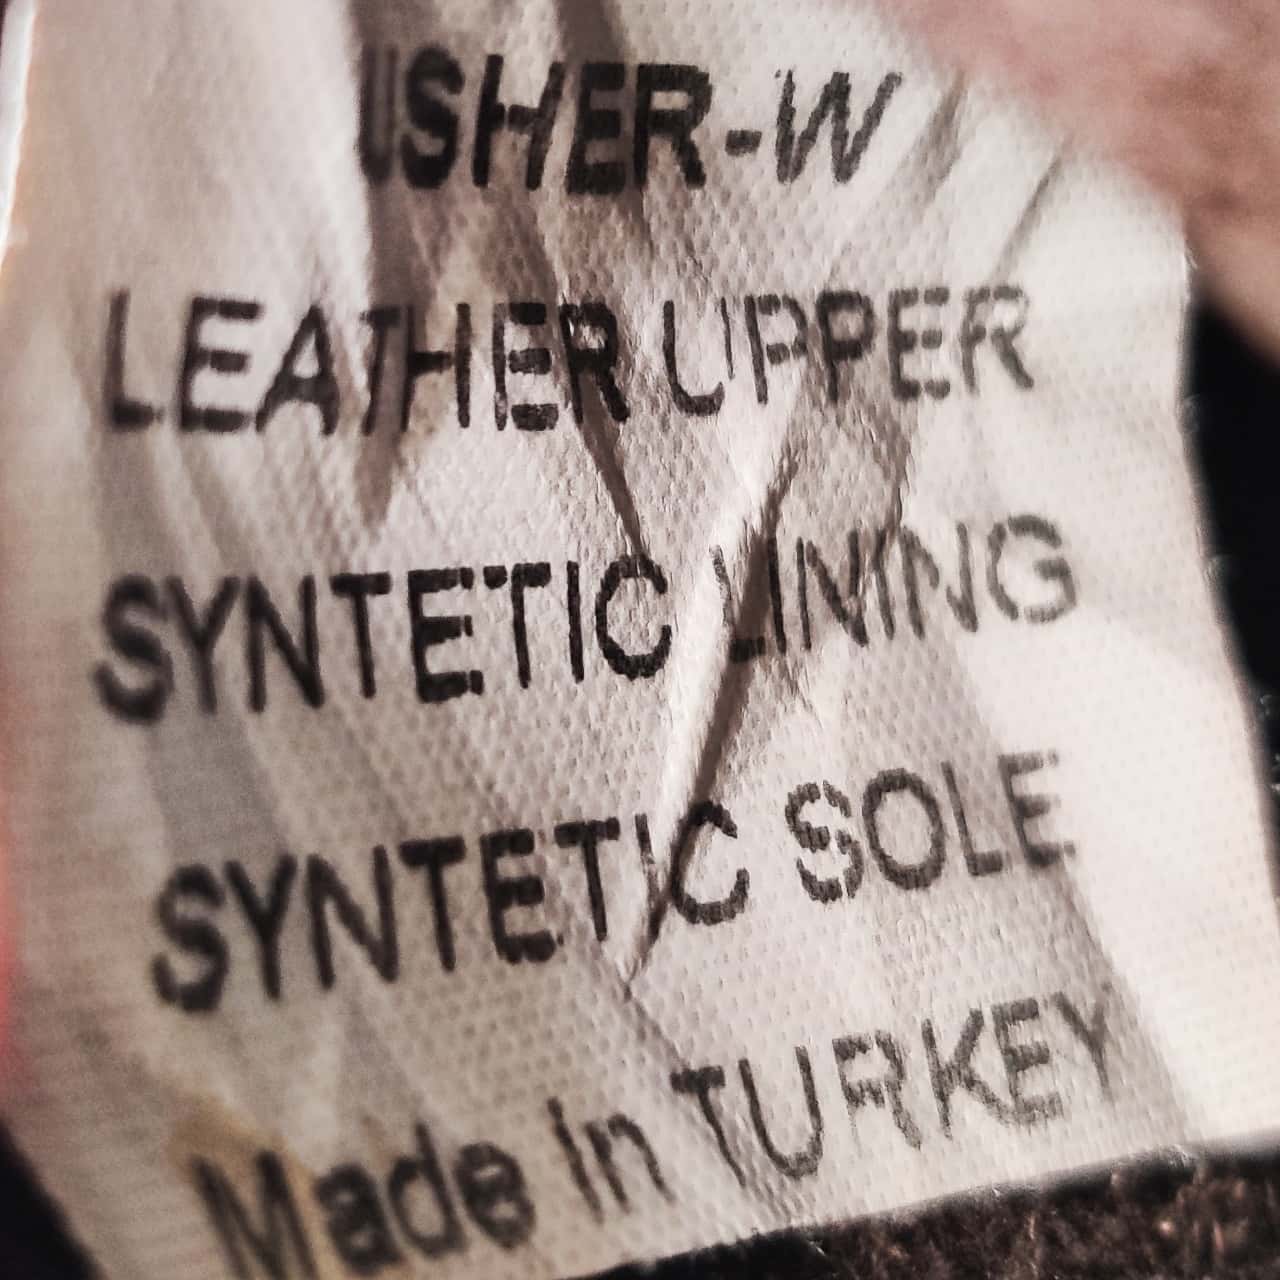 USHER-W
LEATHER UPPER
SYNTETIC LINING
SYNTETIC SOLE
Made in TURKEY